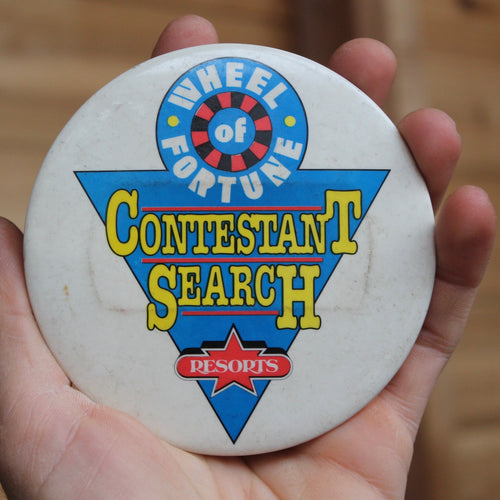 WHEEL
of
FORTUNE
CONTESTANT
SEARCH
RESORTS